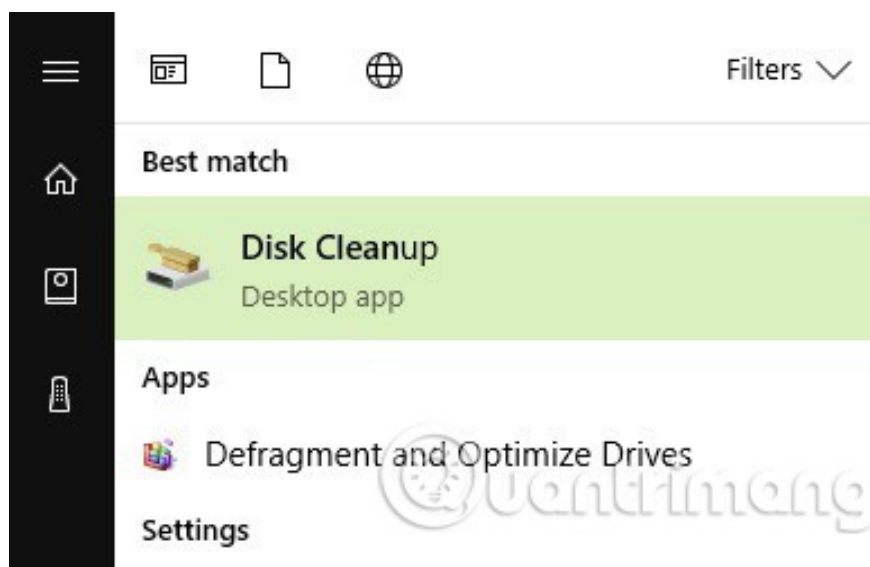 Filters
Best match
Disk Cleanup
Desktop app
Apps
Defragment and Optimize Drives
Quantrimang
Settings